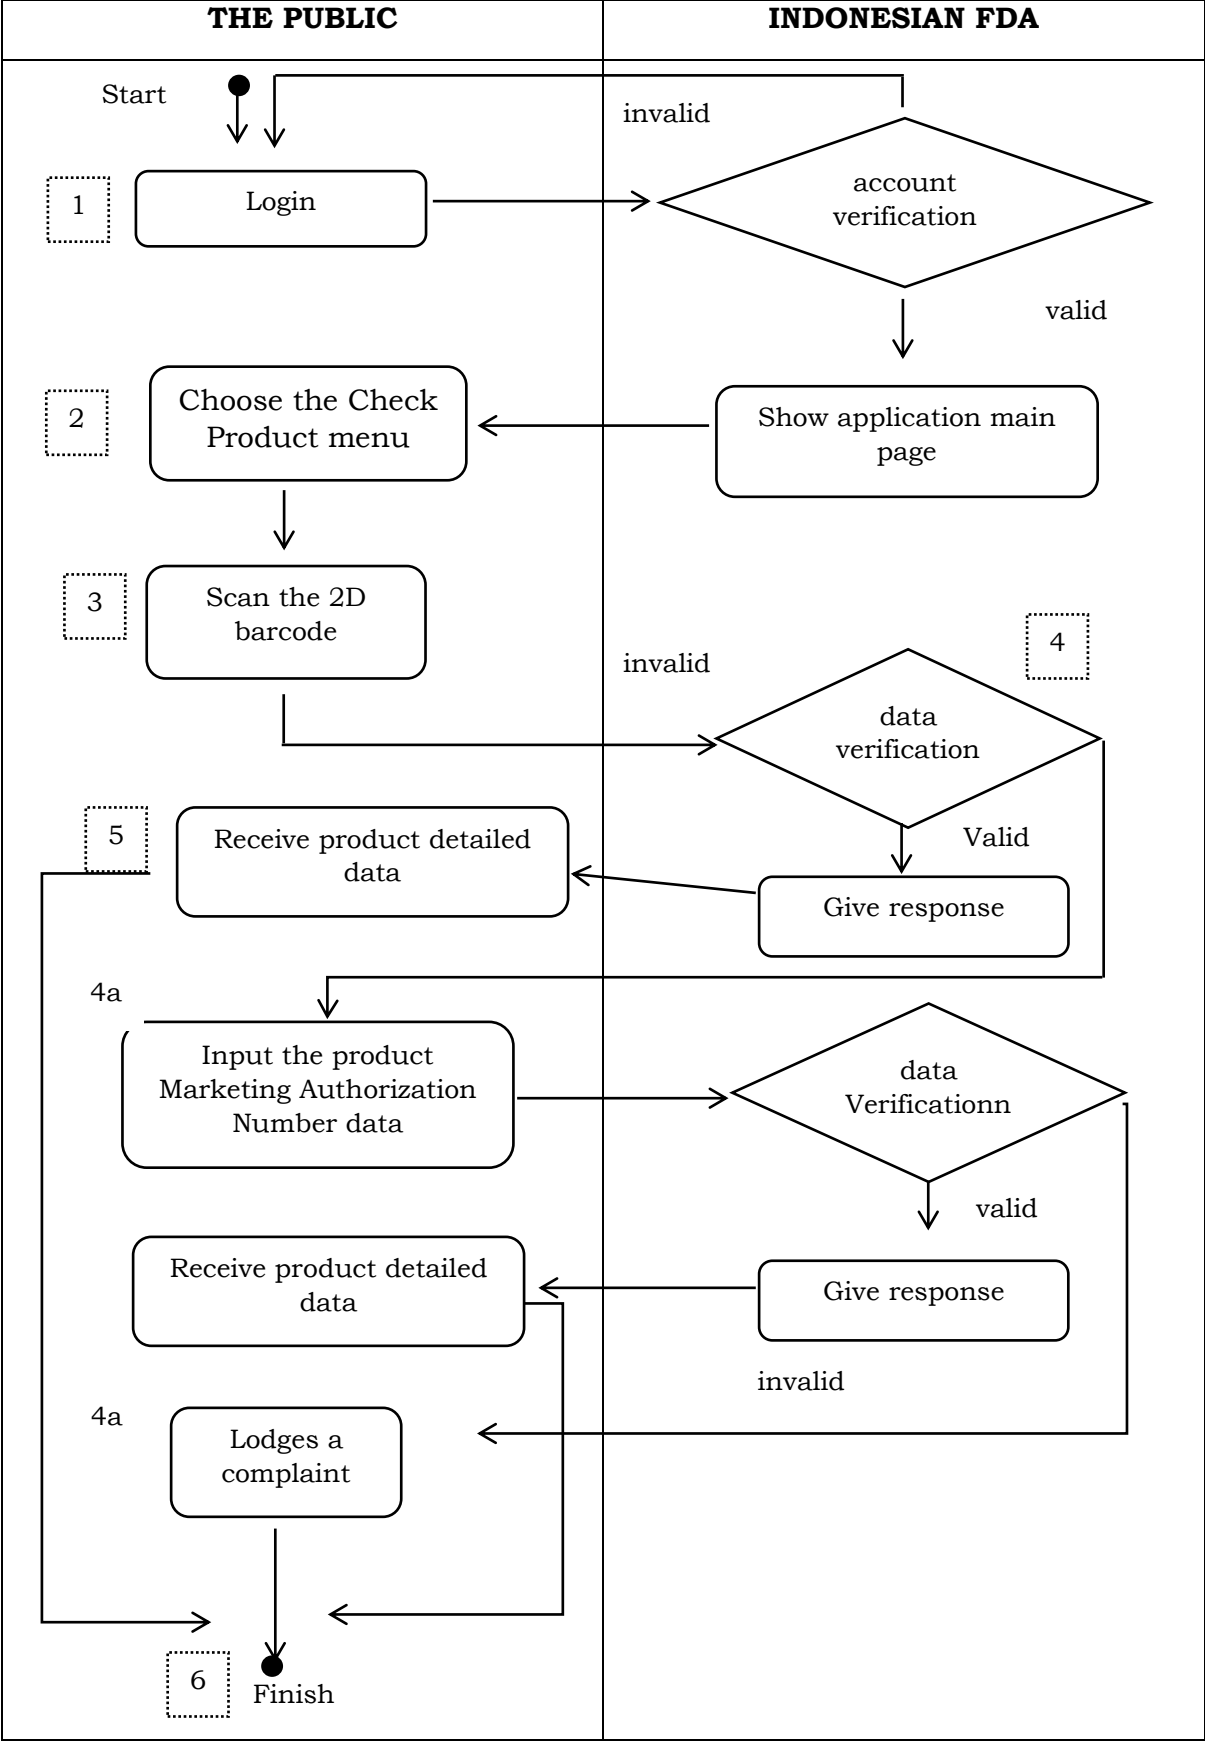 THE PUBLIC
INDONESIAN FDA
Start
invalid
1
Login
account
verification
valid
2
Choose the Check
Product menu
Show application main
page
3
Scan the 2D
barcode
4
invalid
data
verification
5
Receive product detailed
data
Valid
Give response
4a
Input the product
Marketing Authorization
Number data
data
Verificationn
valid
Receive product detailed
data
Give response
invalid
4a
Lodges a
complaint
6
Finish